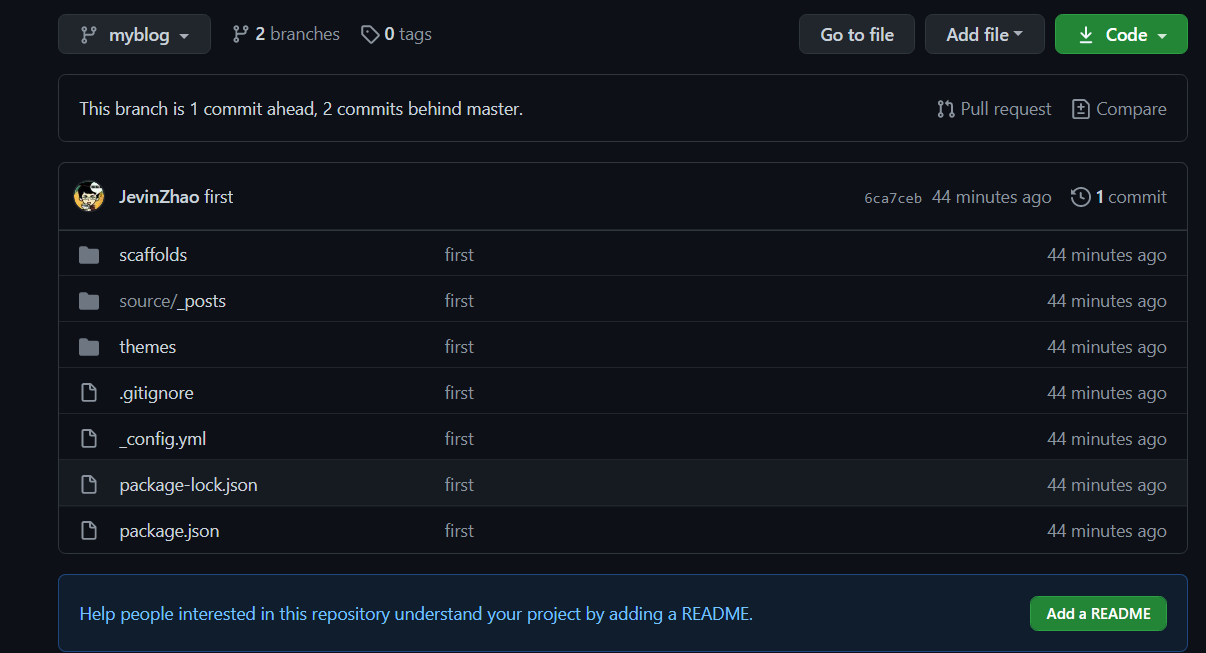 myblog 2 branches 0 tags Go to file Add file Code
This branch is 1 commit ahead, 2 commits behind master. Pull request Compare
JevinZhao first 6ca7ceb 44 minutes ago 1 commit
scaffolds first 44 minutes ago
source/_posts first 44 minutes ago
themes first 44 minutes ago
.gitignore first 44 minutes ago
_config.yml first 44 minutes ago
package-lock.json first 44 minutes ago
package.json first 44 minutes ago
Help people interested in this repository understand your project by adding a README. Add a README